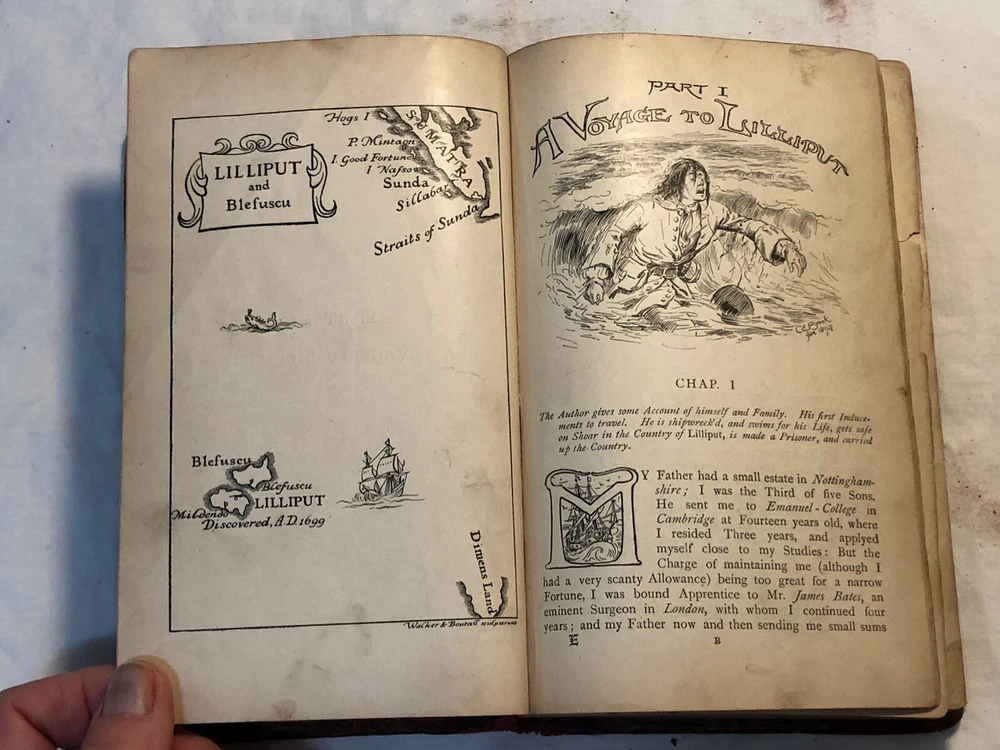 LILLIPUT
and
Blefuscu
Hogs I
P. Mintaon
I. Good Fortune
I Nassow
Sunda
Sillabar
SUMATRA
Straits of Sunda
Blefuscu
Blefuscu
LILLIPUT
Mildendo
Discovered, A.D. 1699
Dimens Land
Walker & Boutall sculpserunt
PART I
A VOYAGE TO LILLIPUT
CHAP. I
The Author gives some Account of himself and Family. His first Induce-
ments to travel. He is shipwreck'd, and swims for his Life, gets safe
on Shoar in the Country of Lilliput, is made a Prisoner, and carried
up the Country.
MY Father had a small estate in Nottingham-
shire; I was the Third of five Sons.
He sent me to Emanuel-College in
Cambridge at Fourteen years old, where
I resided Three years, and applyed
myself close to my Studies: But the
Charge of maintaining me (although I
had a very scanty Allowance) being too great for a narrow
Fortune, I was bound Apprentice to Mr. James Bates, an
eminent Surgeon in London, with whom I continued four
years; and my Father now and then sending me small sums
E B